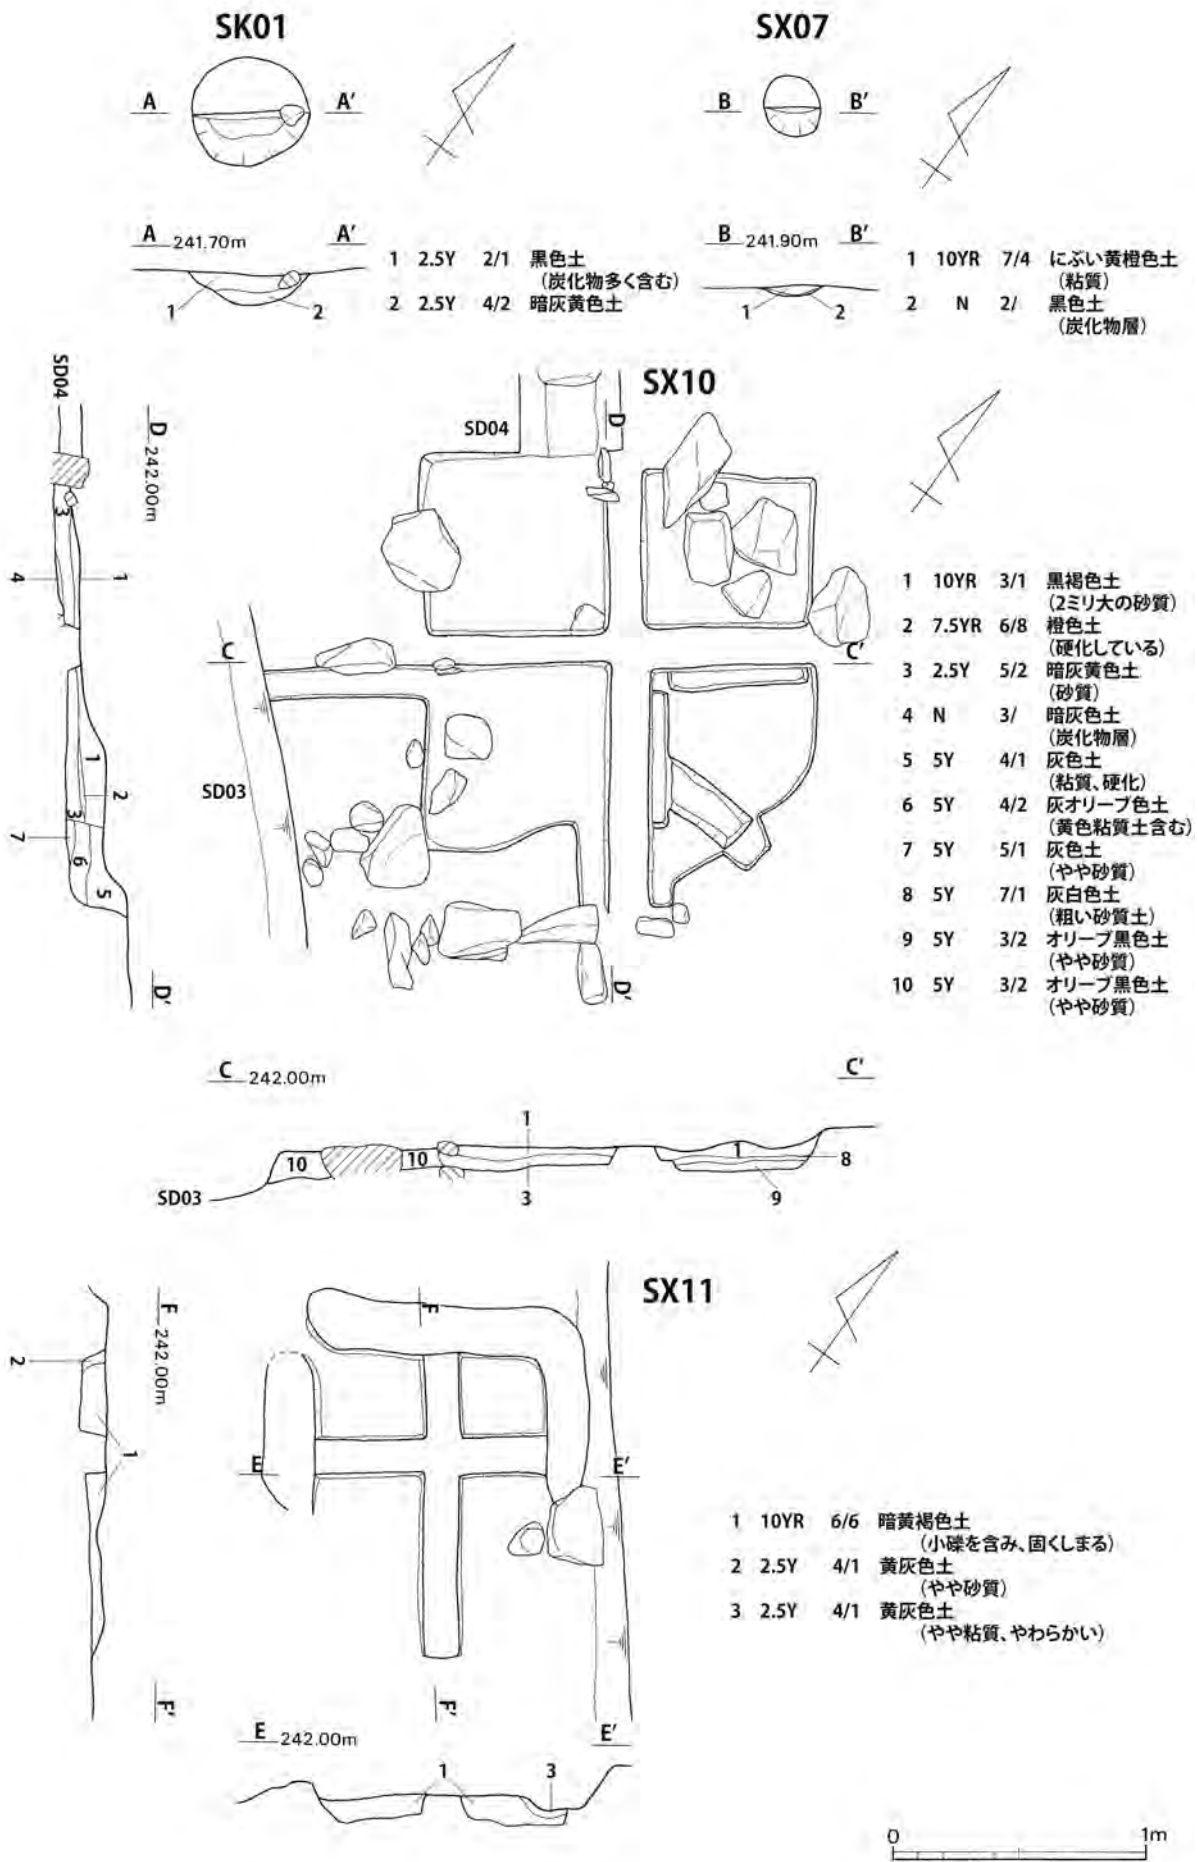 SK01
A A'
A 241.70m A'
1 2
1 2.5Y 2/1 黒色土
(炭化物多く含む)
2 2.5Y 4/2 暗灰黄色土
SX07
B B'
B 241.90m B'
1 2
1 10YR 7/4 にぶい黄橙色土
(粘質)
2 N 2/ 黒色土
(炭化物層)
SX10
SD04
D 242.00m
3
4 1
1
2
3
7
6
5
D'
SD04
D
C C'
SD03
D'
1 10YR 3/1 黒褐色土
(2ミリ大の砂質)
2 7.5YR 6/8 橙色土
(硬化している)
3 2.5Y 5/2 暗灰黄色土
(砂質)
4 N 3/ 暗灰色土
(炭化物層)
5 5Y 4/1 灰色土
(粘質、硬化)
6 5Y 4/2 灰オリーブ色土
(黄色粘質土含む)
7 5Y 5/1 灰色土
(やや砂質)
8 5Y 7/1 灰白色土
(粗い砂質土)
9 5Y 3/2 オリーブ黒色土
(やや砂質)
10 5Y 3/2 オリーブ黒色土
(やや砂質)
C 242.00m C'
1
10 10 1 8
SD03 3 9
SX11
F 242.00m
2
1
F'
F
E E'
F'
1 10YR 6/6 暗黄褐色土
(小礫を含み、固くしまる)
2 2.5Y 4/1 黄灰色土
(やや砂質)
3 2.5Y 4/1 黄灰色土
(やや粘質、やわらかい)
E 242.00m E'
1 3
0 1m